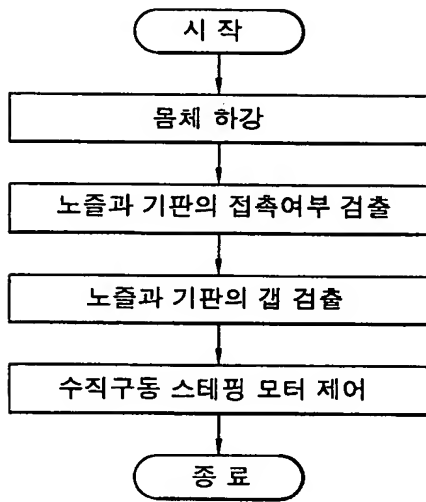 시 작
몸체 하강
노즐과 기판의 접촉여부 검출
노즐과 기판의 갭 검출
수직구동 스테핑 모터 제어
종 료